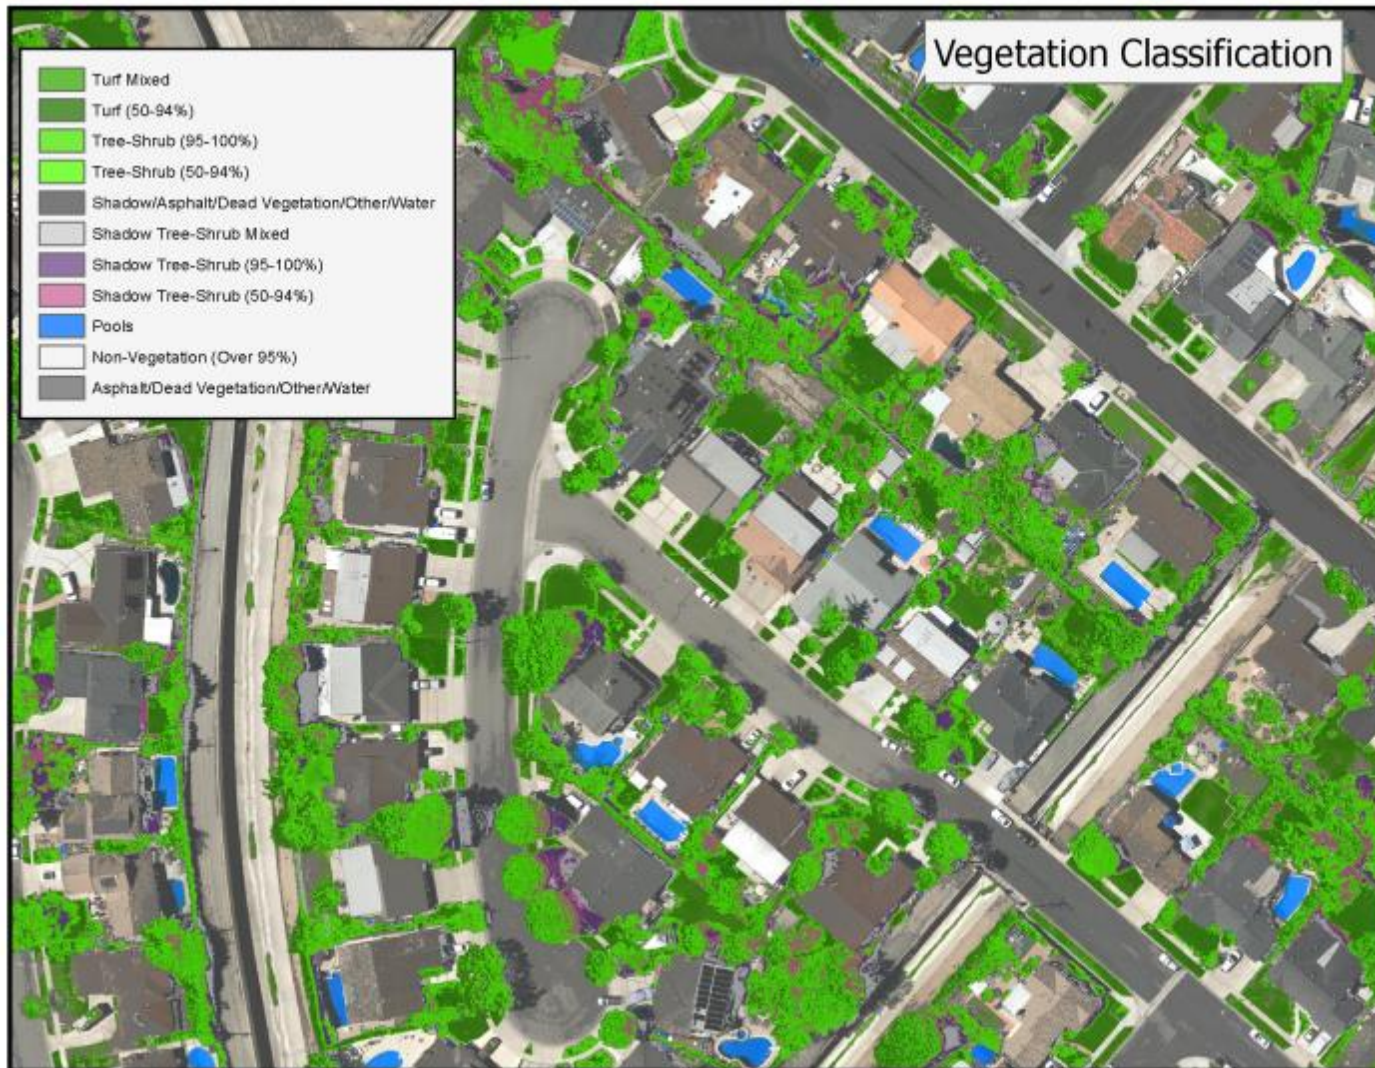 Vegetation Classification
Turf Mixed
Turf (50-94%)
Tree-Shrub (95-100%)
Tree-Shrub (50-94%)
Shadow/Asphalt/Dead Vegetation/Other/Water
Shadow Tree-Shrub Mixed
Shadow Tree-Shrub (95-100%)
Shadow Tree-Shrub (50-94%)
Pools
Non-Vegetation (Over 95%)
Asphalt/Dead Vegetation/Other/Water